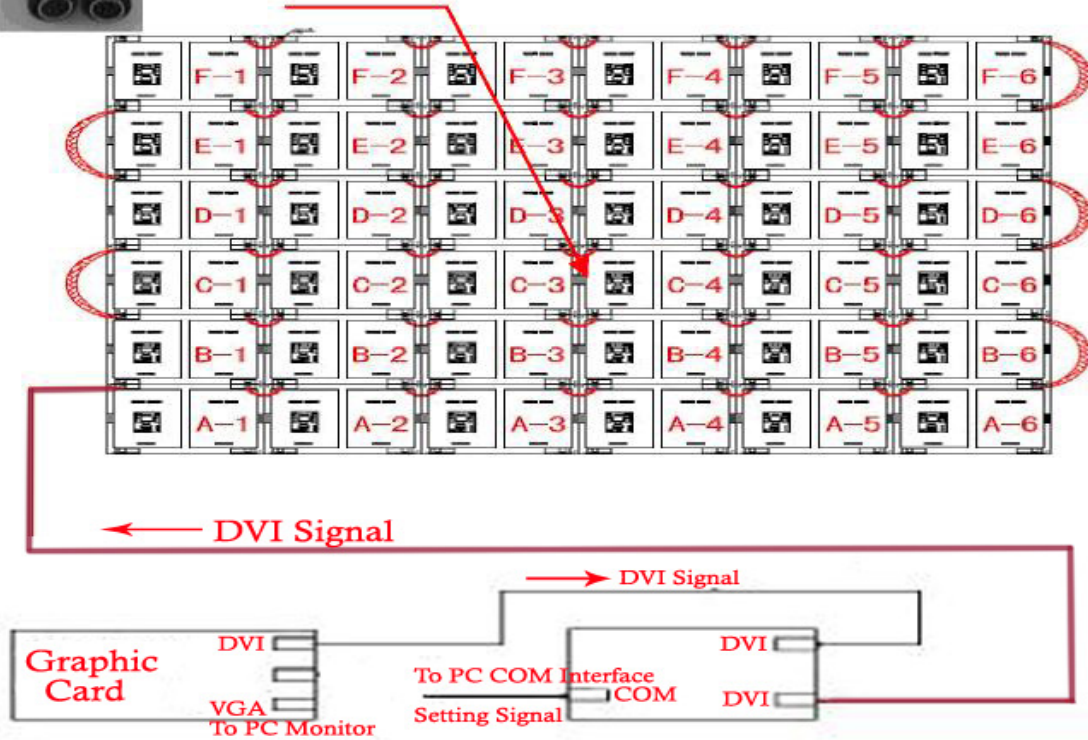 F-1 F-2 F-3 F-4 F-5 F-6
E-1 E-2 E-3 E-4 E-5 E-6
D-1 D-2 D-3 D-4 D-5 D-6
C-1 C-2 C-3 C-4 C-5 C-6
B-1 B-2 B-3 B-4 B-5 B-6
A-1 A-2 A-3 A-4 A-5 A-6
DVI Signal
DVI Signal
Graphic
Card
DVI
VGA
To PC Monitor
To PC COM Interface
COM
Setting Signal
DVI
DVI